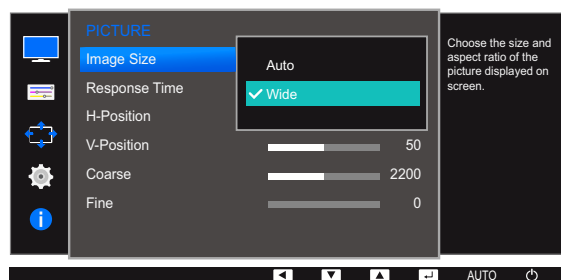 PICTURE
Image Size
Auto
Wide
Response Time
H-Position
V-Position 50
Coarse 2200
Fine 0
Choose the size and
aspect ratio of the
picture displayed on
screen.
AUTO